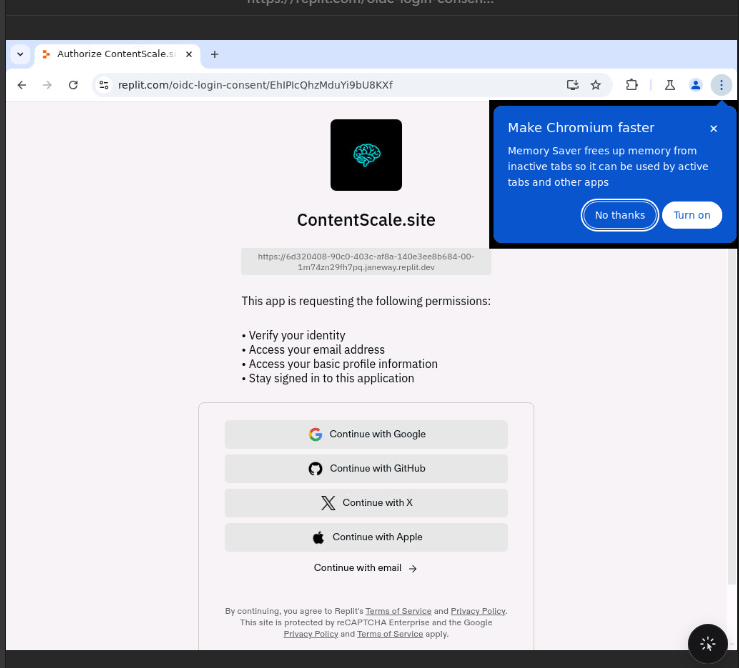 https://replit.com/oidc-login-consen...
Authorize ContentScale.si
replit.com/oidc-login-consent/EhIPIcQhzMduYi9bU8KXf
Make Chromium faster
Memory Saver frees up memory from
inactive tabs so it can be used by active
tabs and other apps
No thanks
Turn on
ContentScale.site
https://6d320408-90c0-403c-af8a-140e3ee8b684-00-
1m74zn29fh7pq.janeway.replit.dev
This app is requesting the following permissions:
• Verify your identity
• Access your email address
• Access your basic profile information
• Stay signed in to this application
Continue with Google
Continue with GitHub
Continue with X
Continue with Apple
Continue with email →
By continuing, you agree to Replit's Terms of Service and Privacy Policy.
This site is protected by reCAPTCHA Enterprise and the Google
Privacy Policy and Terms of Service apply.